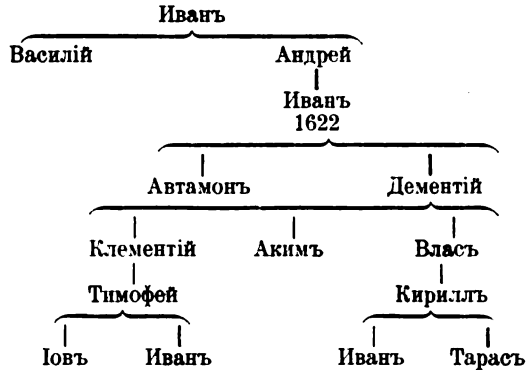 Иванъ
Василій Андрей
Иванъ
1622
Автамонъ Дементій
Клементій Акимъ Власъ
Тимофей Кириллъ
Іовъ Иванъ Иванъ Тарасъ